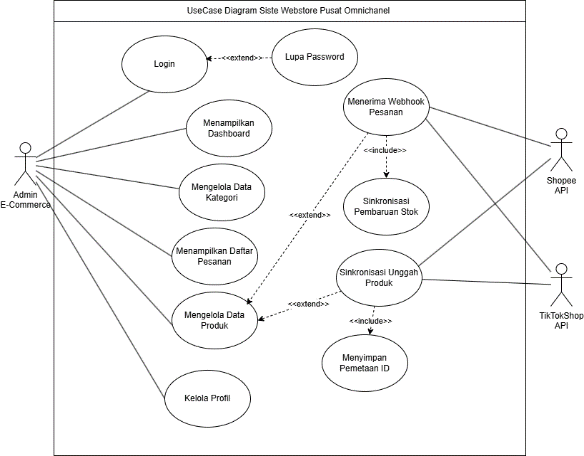 UseCase Diagram Siste Webstore Pusat Omnichanel
Login
<<extend>>
Lupa Password
Menerima Webhook
Pesanan
Menampilkan
Dashboard
<<include>>
Shopee
API
Admin
E-Commerce
Mengelola Data
Kategori
Sinkronisasi
Pembaruan Stok
<<extend>>
Menampilkan Daftar
Pesanan
Sinkronisasi Unggah
Produk
<<extend>>
Mengelola Data
Produk
<<include>>
TikTokShop
API
Menyimpan
Pemetaan ID
Kelola Profil